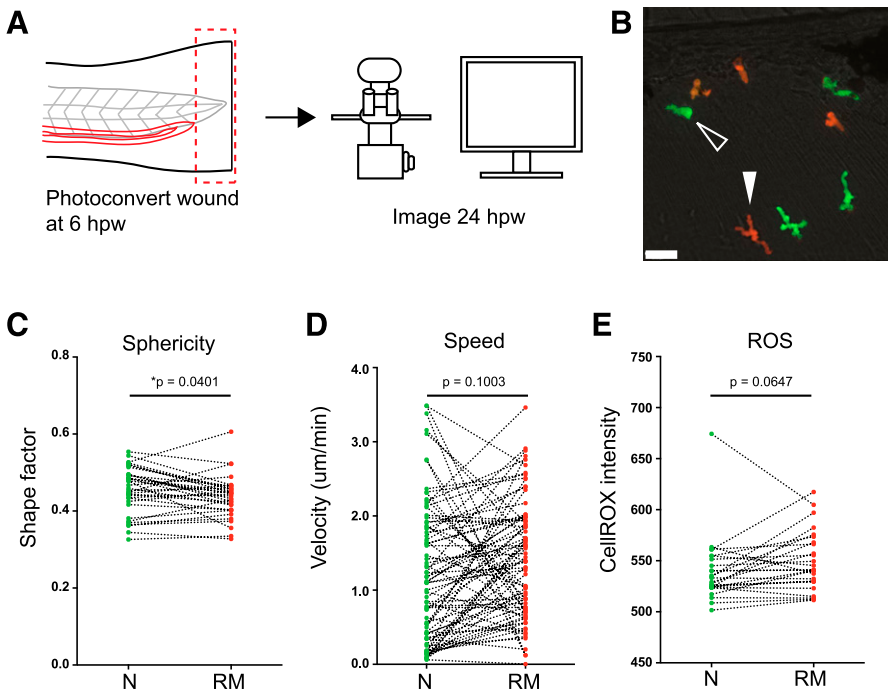 A
Photoconvert wound
at 6 hpw
Image 24 hpw
B
C
Sphericity
*p = 0.0401
Shape factor
0.8
0.6
0.4
0.2
0.0
N
RM
D
Speed
p = 0.1003
Velocity (um/min)
4.0
3.0
2.0
1.0
0.0
N
RM
E
ROS
p = 0.0647
CellROX intensity
750
700
650
600
550
500
450
N
RM